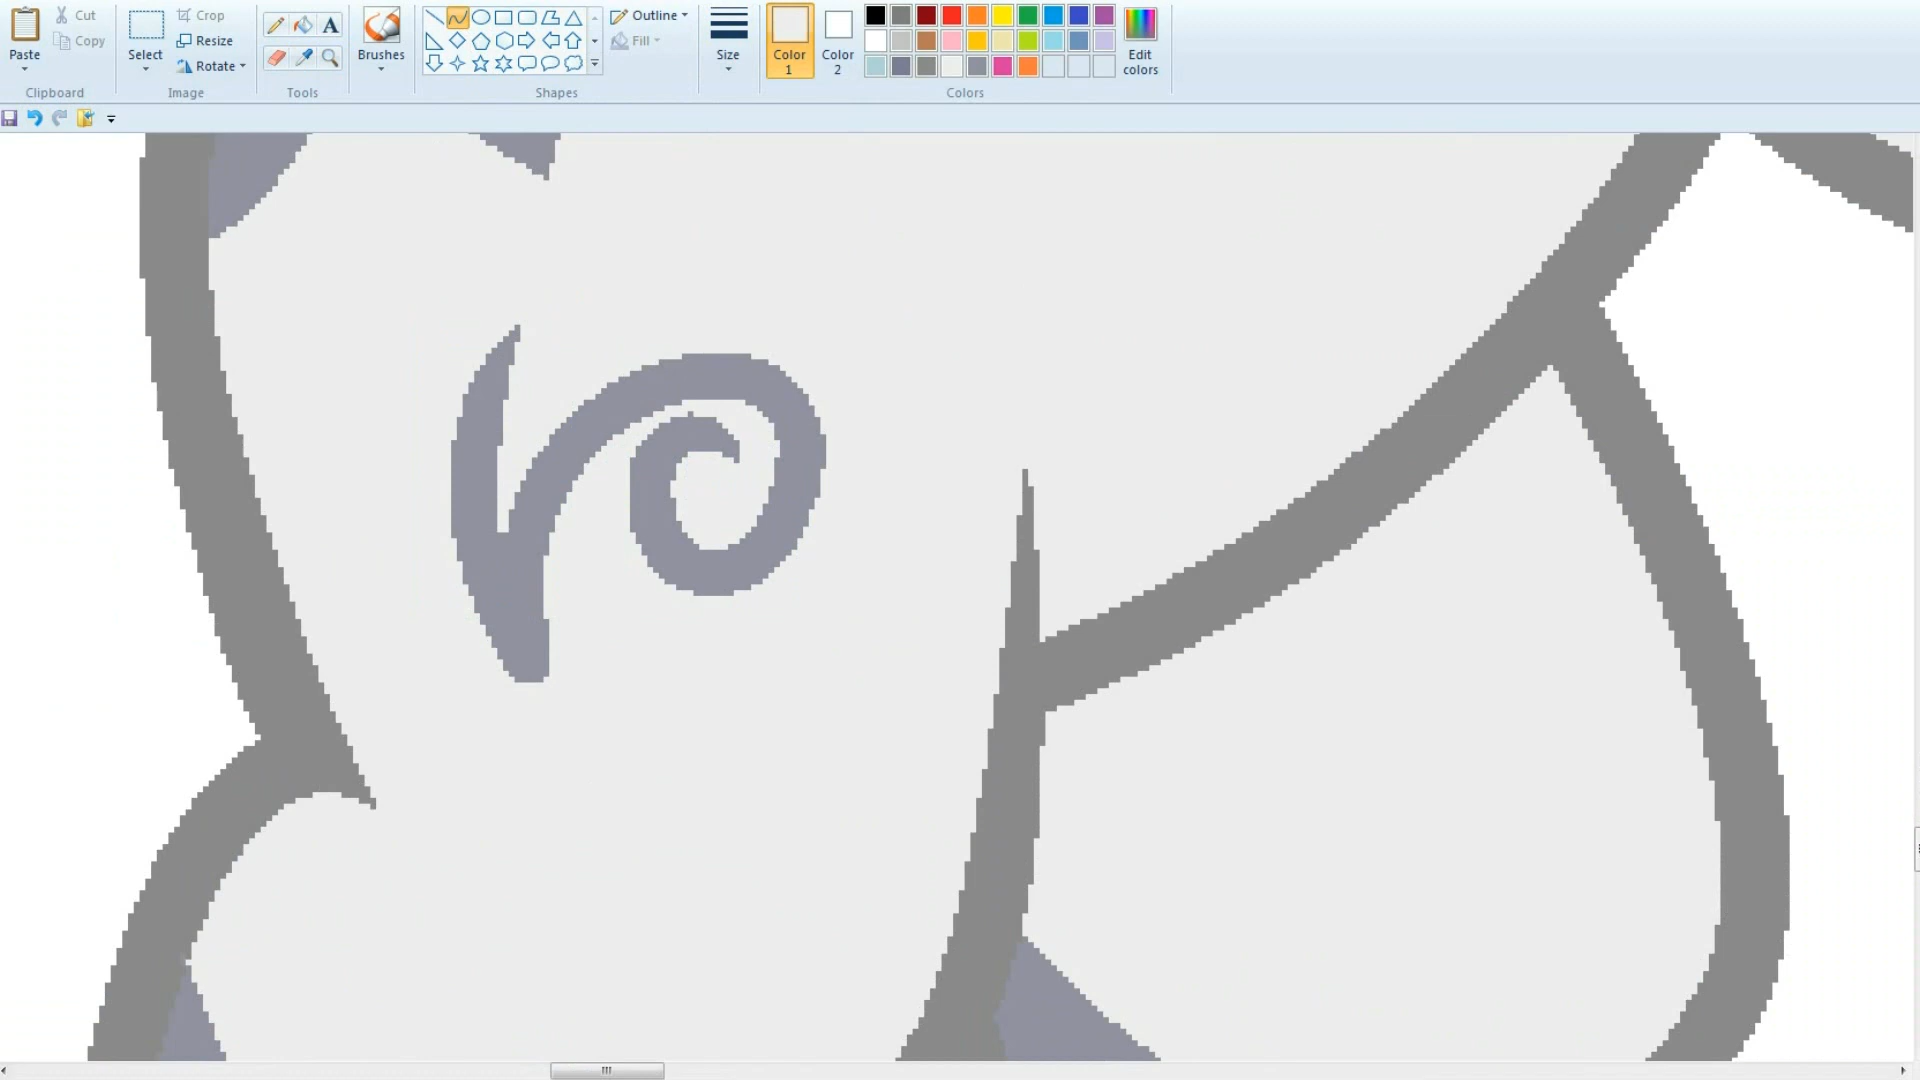 Paste
Cut
Copy
Clipboard
Select
Crop
Resize
Rotate
Image
A
Tools
Brushes
Shapes
Outline
Fill
Size
Color 1
Color 2
Edit colors
Colors